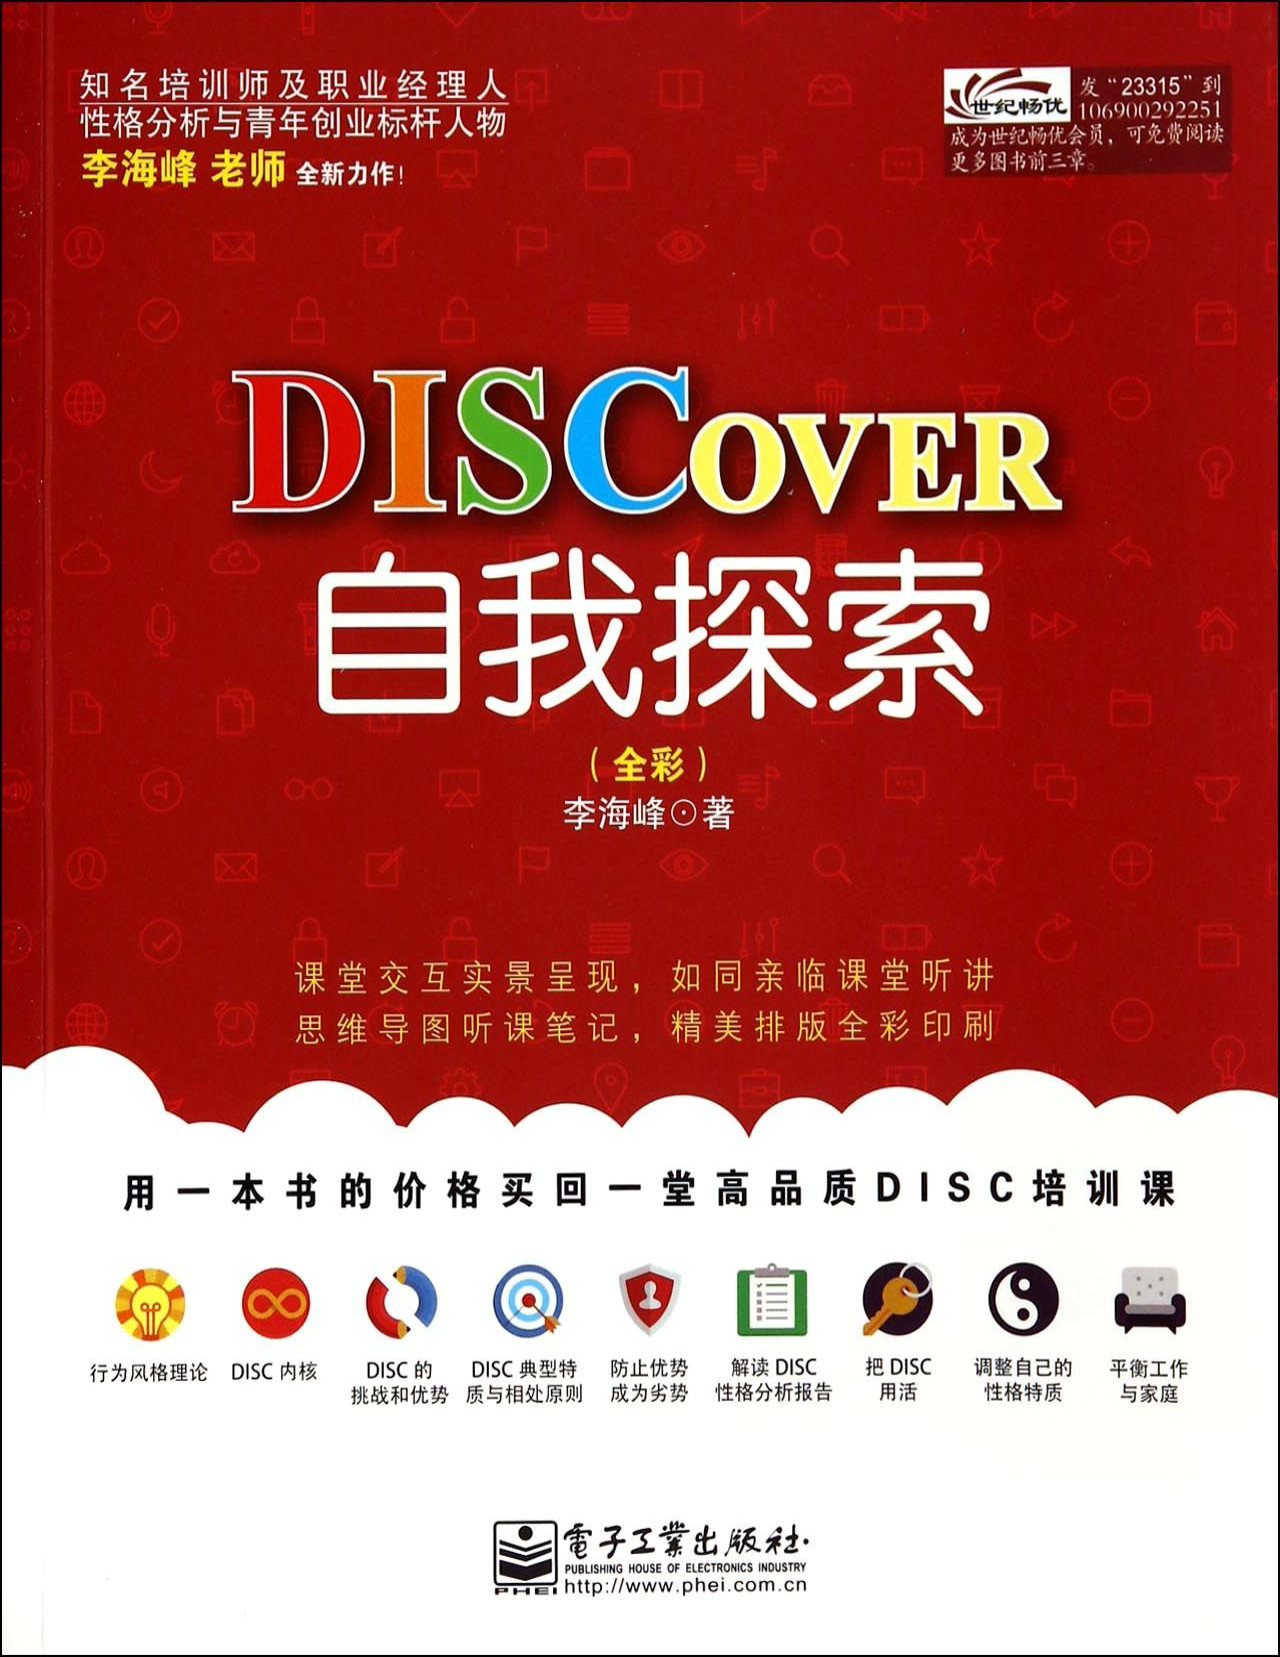 知名培训师及职业经理人
性格分析与青年创业标杆人物
李海峰 老师 全新力作!
世纪畅优
发“23315”到
106900292251
成为世纪畅优会员，可免费阅读
更多图书前三章。
DISCOVER
自我探索
(全彩)
李海峰⊙著
课堂交互实景呈现，如同亲临课堂听讲
思维导图听课笔记，精美排版全彩印刷
用一本书的价格买回一堂高品质DISC培训课
行为风格理论
DISC 内核
DISC 的
挑战和优势
DISC 典型特
质与相处原则
防止优势
成为劣势
解读 DISC
性格分析报告
把 DISC
用活
调整自己的
性格特质
平衡工作
与家庭
電子工業出版社·
PUBLISHING HOUSE OF ELECTRONICS INDUSTRY
PHEI
http://www.phei.com.cn